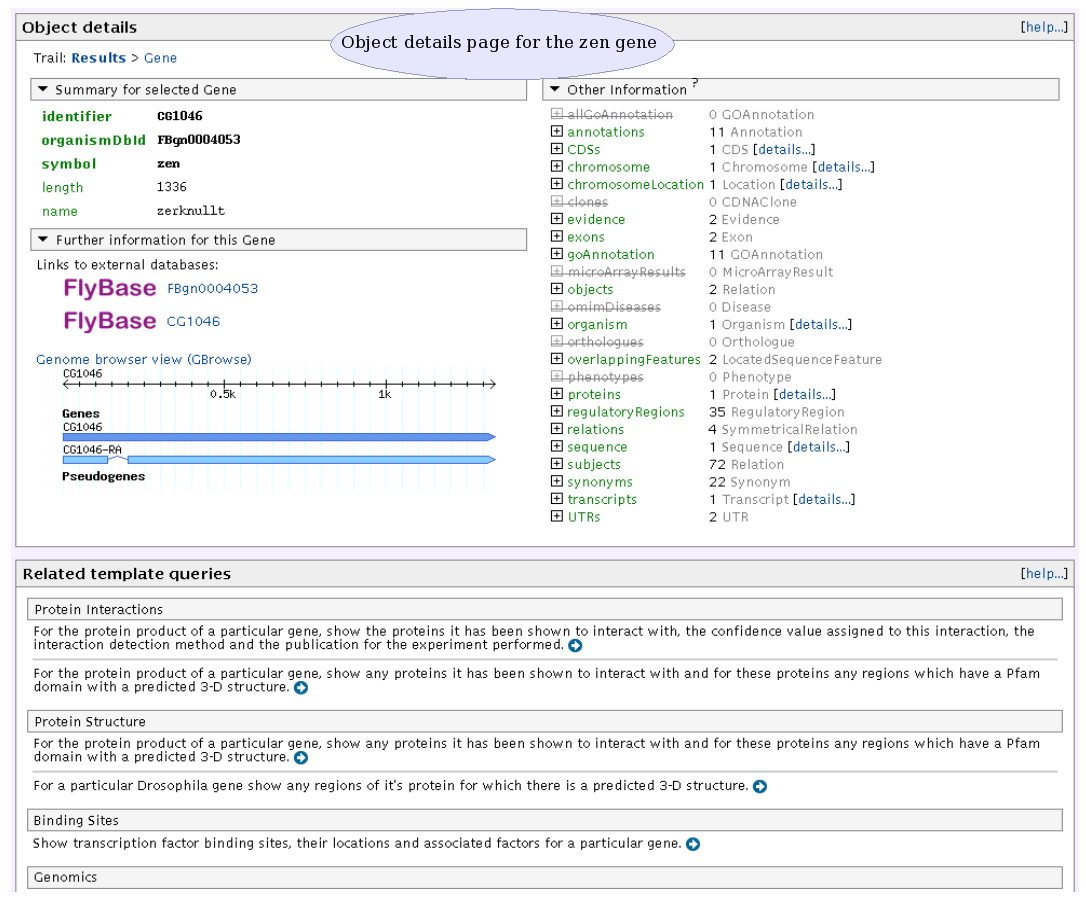 Object details
[help...]
Object details page for the zen gene
Trail: Results > Gene
Summary for selected Gene
identifier CG1046
organismDbId FBgn0004053
symbol zen
length 1336
name zerknullt
Further information for this Gene
Links to external databases:
FlyBase FBgn0004053
FlyBase CG1046
Genome browser view (GBrowse)
CG1046
0.5k 1k
Genes
CG1046
CG1046-RA
Pseudogenes
Other Information ?
allGoAnnotation 0 GOAnnotation
annotations 11 Annotation
CDSs 1 CDS [details...]
chromosome 1 Chromosome [details...]
chromosomeLocation 1 Location [details...]
clones 0 CDNAClone
evidence 2 Evidence
exons 2 Exon
goAnnotation 11 GOAnnotation
microArrayResults 0 MicroArrayResult
objects 2 Relation
omimDiseases 0 Disease
organism 1 Organism [details...]
orthologues 0 Orthologue
overlappingFeatures 2 LocatedSequenceFeature
phenotypes 0 Phenotype
proteins 1 Protein [details...]
regulatoryRegions 35 RegulatoryRegion
relations 4 SymmetricalRelation
sequence 1 Sequence [details...]
subjects 72 Relation
synonyms 22 Synonym
transcripts 1 Transcript [details...]
UTRs 2 UTR
Related template queries
[help...]
Protein Interactions
For the protein product of a particular gene, show the proteins it has been shown to interact with, the confidence value assigned to this interaction, the
interaction detection method and the publication for the experiment performed.
For the protein product of a particular gene, show any proteins it has been shown to interact with and for these proteins any regions which have a Pfam
domain with a predicted 3-D structure.
Protein Structure
For the protein product of a particular gene, show any proteins it has been shown to interact with and for these proteins any regions which have a Pfam
domain with a predicted 3-D structure.
For a particular Drosophila gene show any regions of it's protein for which there is a predicted 3-D structure.
Binding Sites
Show transcription factor binding sites, their locations and associated factors for a particular gene.
Genomics